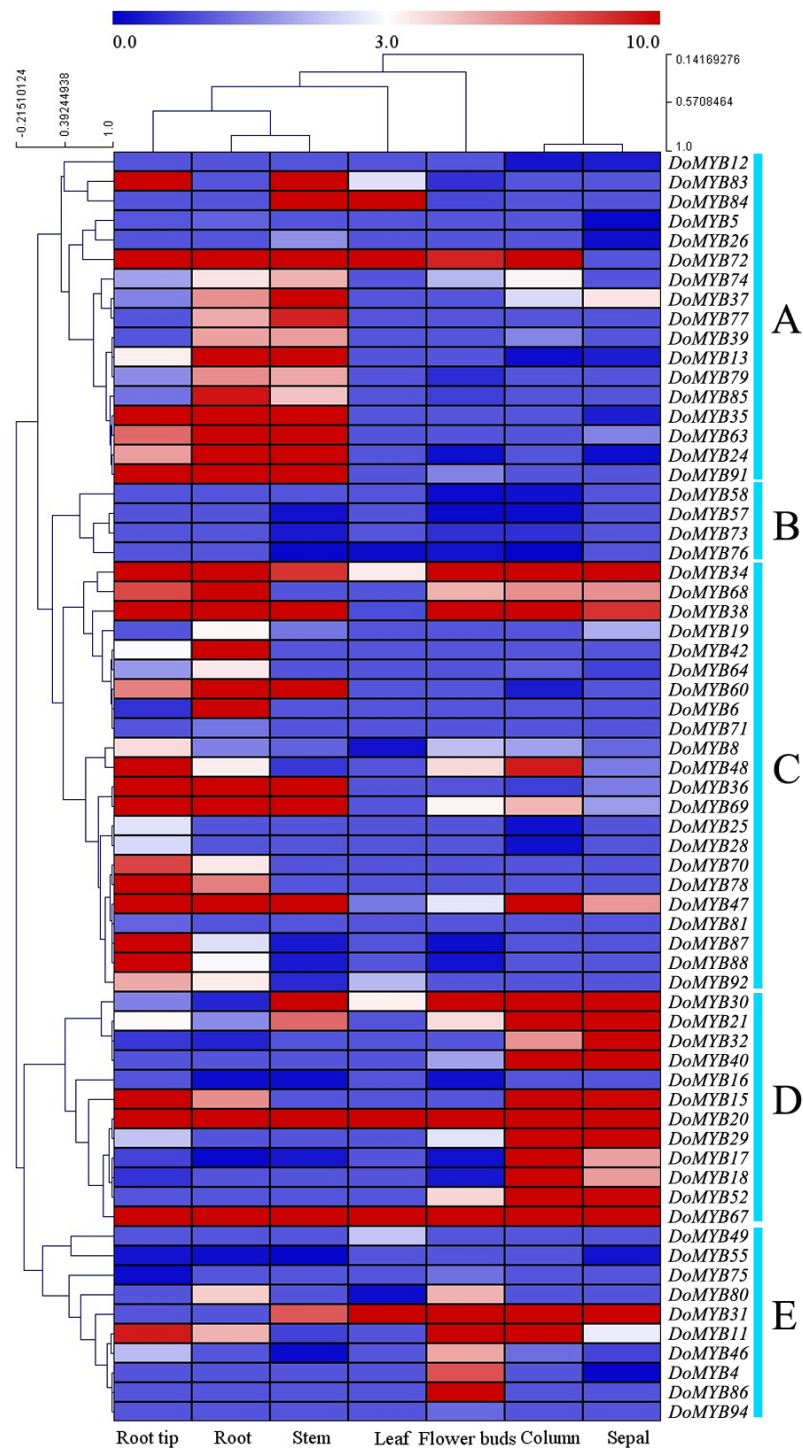 0.0 3.0 10.0
-0.21510124
0.39244938
1.0
0.14169276
0.5708464
1.0
DoMYB12
DoMYB83
DoMYB84
DoMYB5
DoMYB26
DoMYB72
DoMYB74
DoMYB37
DoMYB77
DoMYB39
DoMYB13
DoMYB79
DoMYB85
DoMYB35
DoMYB63
DoMYB24
DoMYB91
A
DoMYB58
DoMYB57
DoMYB73
DoMYB76
B
DoMYB34
DoMYB68
DoMYB38
DoMYB19
DoMYB42
DoMYB64
DoMYB60
DoMYB6
DoMYB71
DoMYB8
DoMYB48
DoMYB36
DoMYB69
DoMYB25
DoMYB28
DoMYB70
DoMYB78
DoMYB47
DoMYB81
DoMYB87
DoMYB88
DoMYB92
C
DoMYB30
DoMYB21
DoMYB32
DoMYB40
DoMYB16
DoMYB15
DoMYB20
DoMYB29
DoMYB17
DoMYB18
DoMYB52
DoMYB67
D
DoMYB49
DoMYB55
DoMYB75
DoMYB80
DoMYB31
DoMYB11
DoMYB46
DoMYB4
DoMYB86
DoMYB94
E
Root tip Root Stem Leaf Flower buds Column Sepal